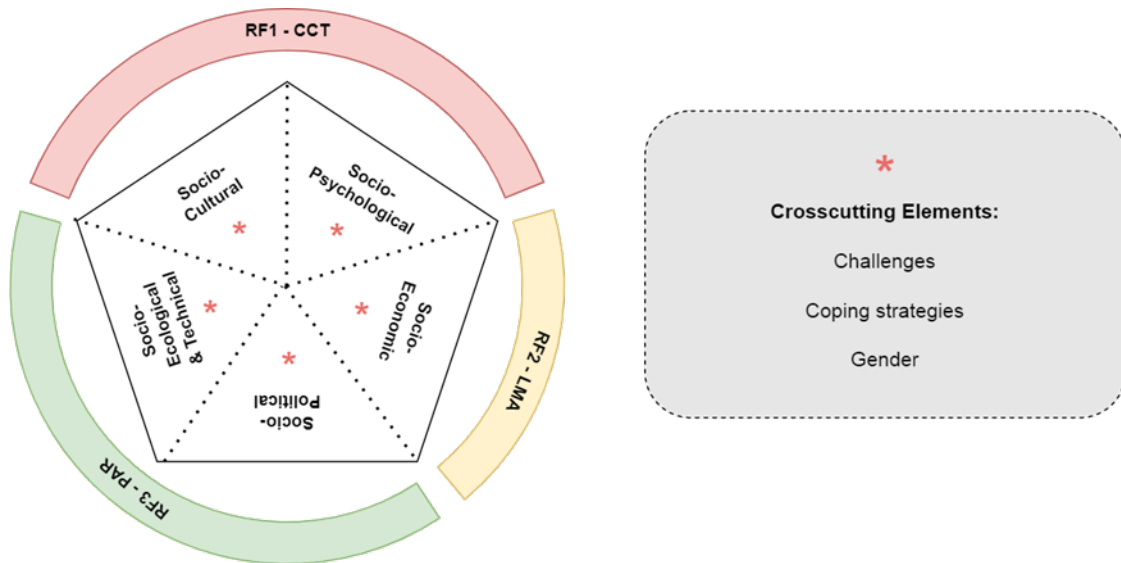 RF1 - CCT
Socio-
Cultural
Socio-
Psychological
Socio-
Economic
Socio-
Political
Socio-
Ecological
& Technical
RF2 - LMA
RF3 - PAR
*
*
*
*
*
*
Crosscutting Elements:
Challenges
Coping strategies
Gender